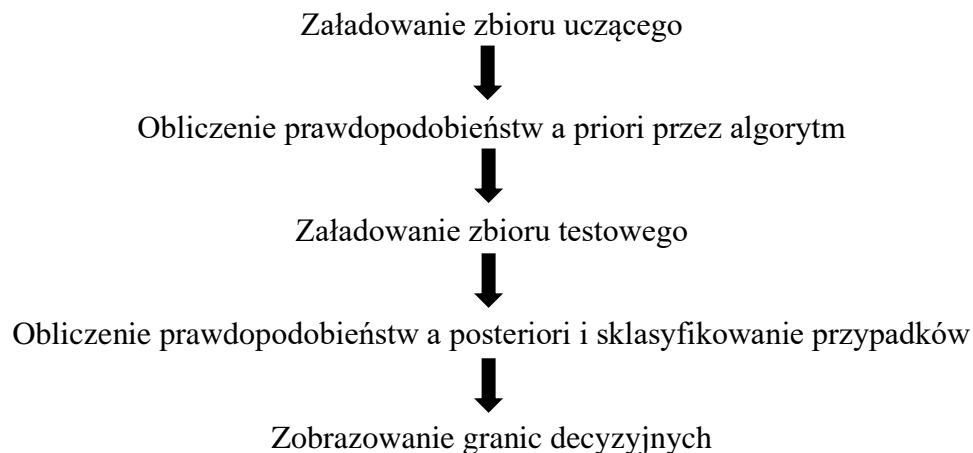 Załadowanie zbioru uczącego
Obliczenie prawdopodobieństw a priori przez algorytm
Załadowanie zbioru testowego
Obliczenie prawdopodobieństw a posteriori i sklasyfikowanie przypadków
Zobrazowanie granic decyzyjnych